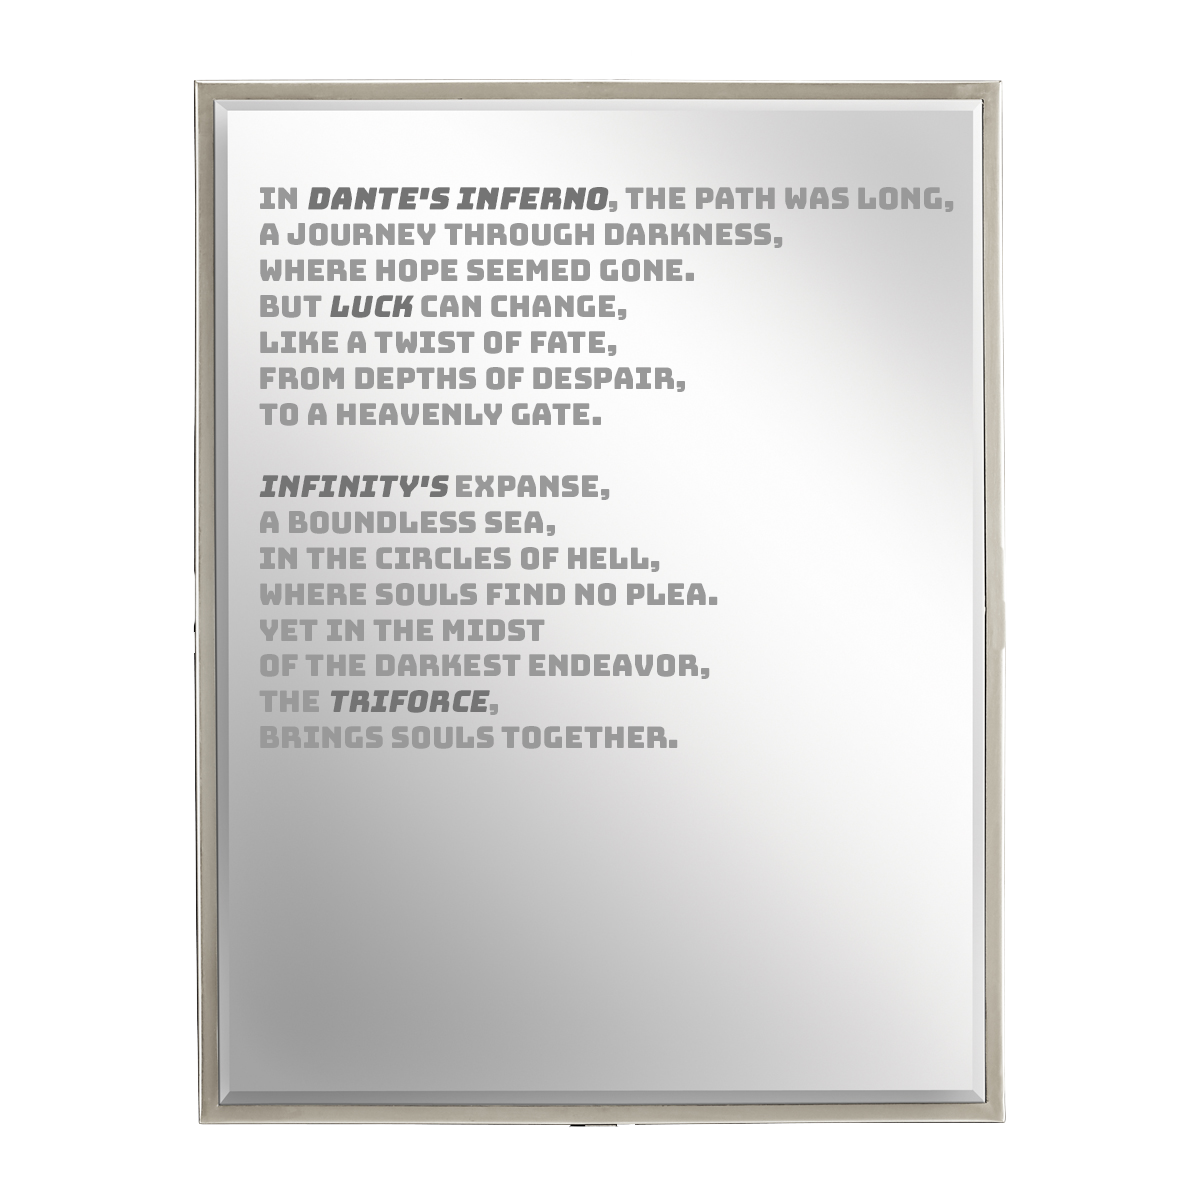 IN DANTE'S INFERNO, THE PATH WAS LONG,
A JOURNEY THROUGH DARKNESS,
WHERE HOPE SEEMED GONE.
BUT LUCK CAN CHANGE,
LIKE A TWIST OF FATE,
FROM DEPTHS OF DESPAIR,
TO A HEAVENLY GATE.
INFINITY'S EXPANSE,
A BOUNDLESS SEA,
IN THE CIRCLES OF HELL,
WHERE SOULS FIND NO PLEA.
YET IN THE MIDST
OF THE DARKEST ENDEAVOR,
THE TRIFORCE,
BRINGS SOULS TOGETHER.